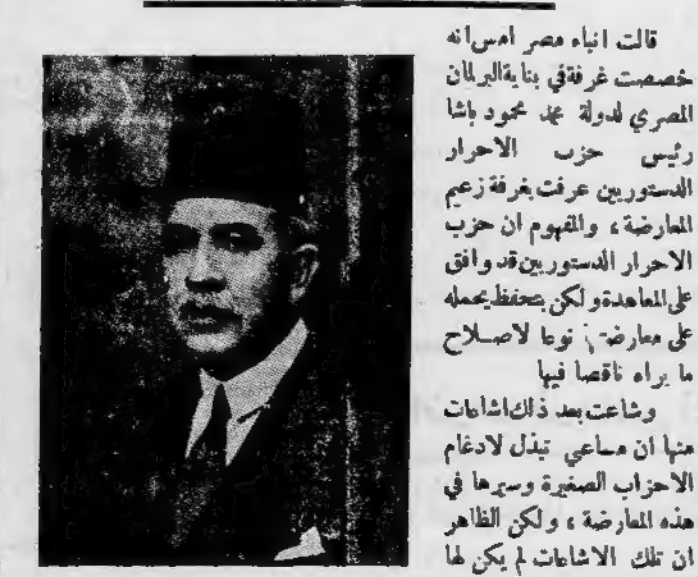 قالت انباء مصر امس انه
خصصت غرفة في بناية البرلمان
المصري لدولة محمد محمود باشا
رئيس حزب الاحرار
الدستوريين عرفت بغرفة زعيم
المعارضة ، والمفهوم ان حزب
الاحرار الدستوريين قد وافق
على المعاهدة ولكن بتحفظ يحمله
على معارضة نوعا لاصلاح
ما يراه ناقصا فيها
وشاعت بعد ذلك اشاعات
منها ان مساعي تبذل لادغام
الاحزاب الصغيرة وسيرها في
هذه المعارضة ، ولكن الظاهر
ان تلك الاشاعات لم يكن لها